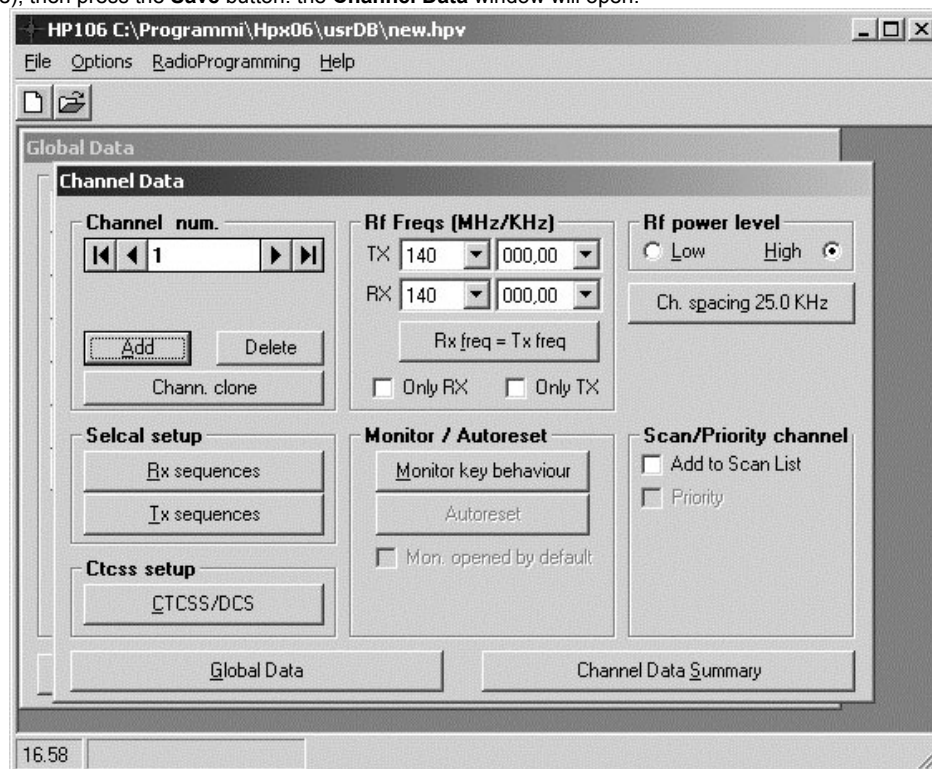 then press the Save button: the Channel Data window will open:
HP106 C:\Programmi\Hpx06\usrDB\new.hpv
File Options RadioProgramming Help
Global Data
Channel Data
Channel num.
1
Add Delete
Chann. clone
Rf Freqs (MHz/KHz)
TX 140 000,00
RX 140 000,00
Rx freq = Tx freq
Only RX Only TX
Rf power level
Low High
Ch. spacing 25.0 KHz
Selcal setup
Rx sequences
Tx sequences
Monitor / Autoreset
Monitor key behaviour
Autoreset
Mon. opened by default
Scan/Priority channel
Add to Scan List
Priority
Ctcss setup
CTCSS/DCS
Global Data
Channel Data Summary
16.58